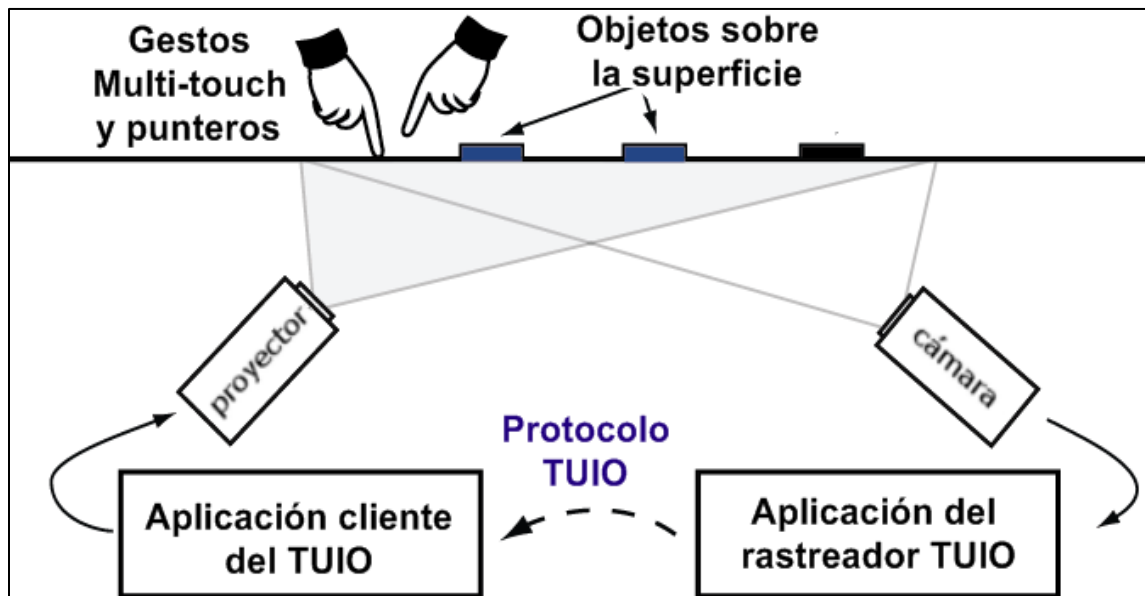 Gestos
Multi-touch
y punteros
Objetos sobre
la superficie
proyector
cámara
Protocolo
TUIO
Aplicación cliente
del TUIO
Aplicación del
rastreador TUIO